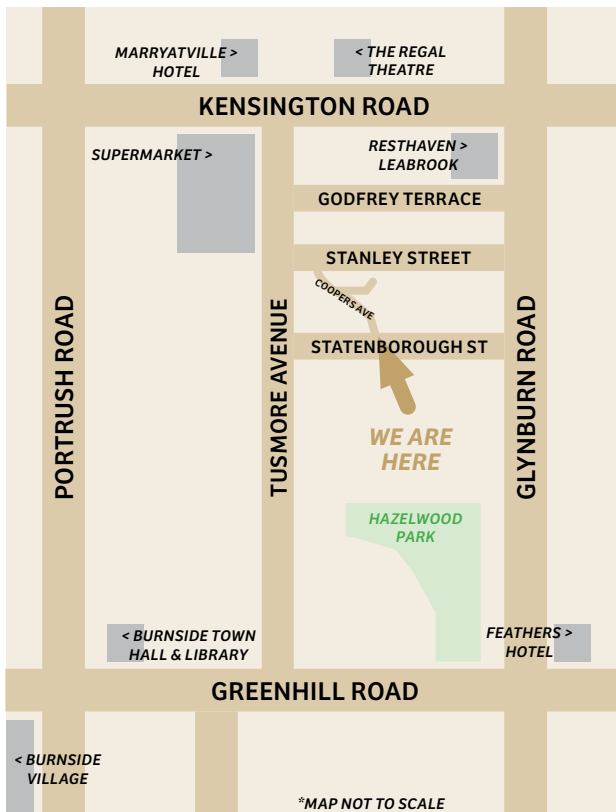 MARRYATVILLE >
HOTEL
< THE REGAL
THEATRE
KENSINGTON ROAD
SUPERMARKET >
RESTHAVEN >
LEABROOK
GODFREY TERRACE
STANLEY STREET
COOPERS AVE
STATENBOROUGH ST
PORTRUSH ROAD
TUSMORE AVENUE
GLYNBURN ROAD
WE ARE
HERE
HAZELWOOD
PARK
< BURNSIDE TOWN
HALL & LIBRARY
FEATHERS >
HOTEL
GREENHILL ROAD
< BURNSIDE
VILLAGE
*MAP NOT TO SCALE